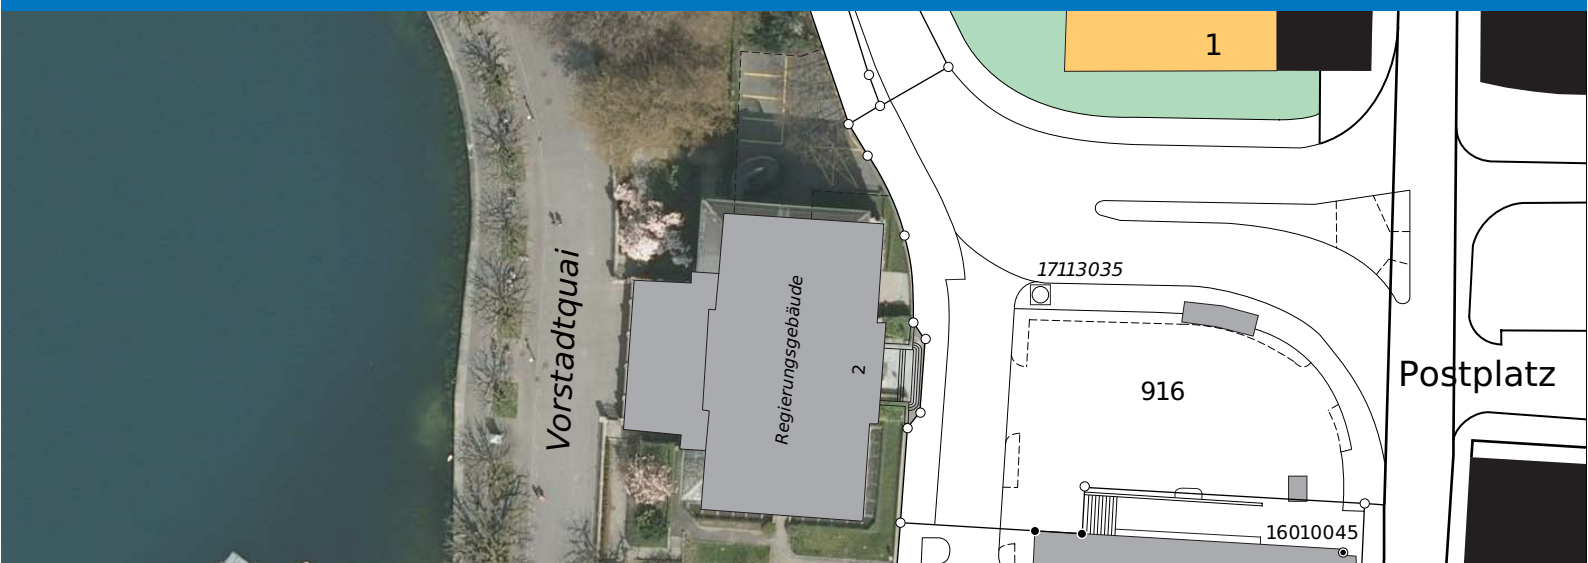 1
Vorstadtquai
17113035
Regierungsgebäude
2
916
Postplatz
16010045